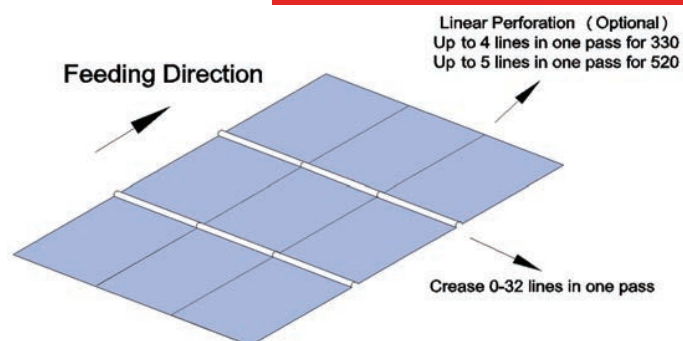 Linear Perforation (Optional)
Up to 4 lines in one pass for 330
Up to 5 lines in one pass for 520
Feeding Direction
Crease 0-32 lines in one pass